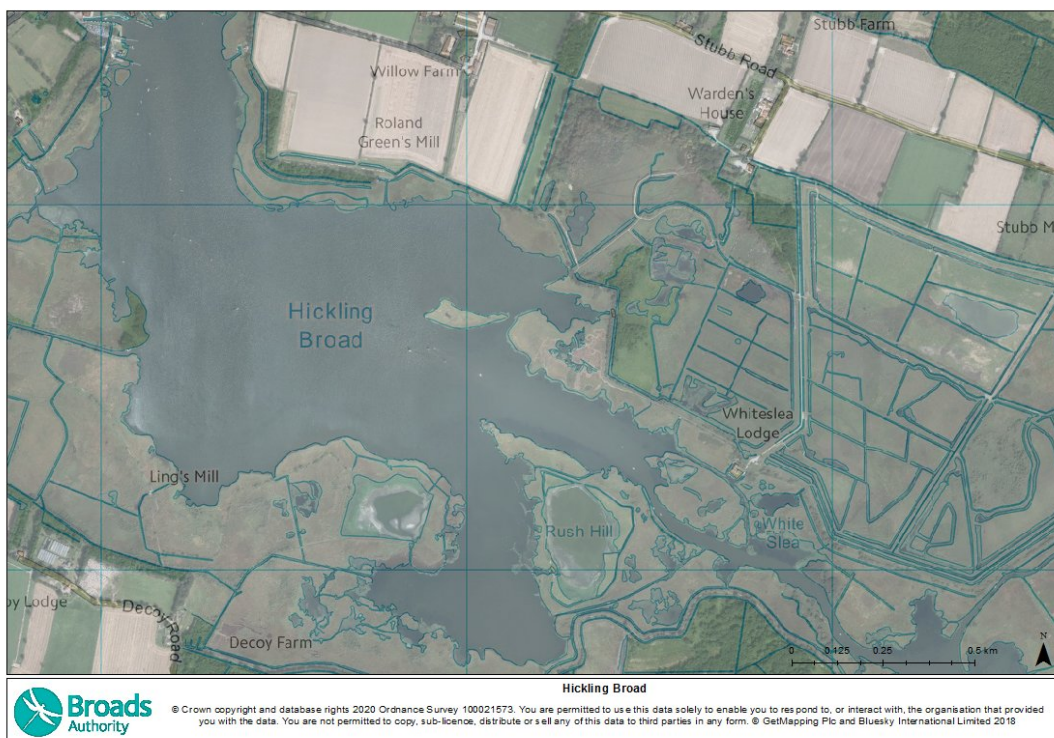 Stubb Farm
Stubb Road
Willow Farm
Warden's
House
Roland
Green's Mill
Stubb M
Hickling
Broad
Whiteslea
Lodge
Ling's Mill
Rush Hill
White
Slea
oy Lodge
Decoy Road
Decoy Farm
N
0 0.125 0.25 0.5 km
Hickling Broad
Broads
Authority
© Crown copyright and database rights 2020 Ordnance Survey 100021573. You are permitted to use this data solely to enable you to respond to, or interact with, the organisation that provided
you with the data. You are not permitted to copy, sub-licence, distribute or sell any of this data to third parties in any form. © GetMapping Plc and Bluesky International Limited 2018